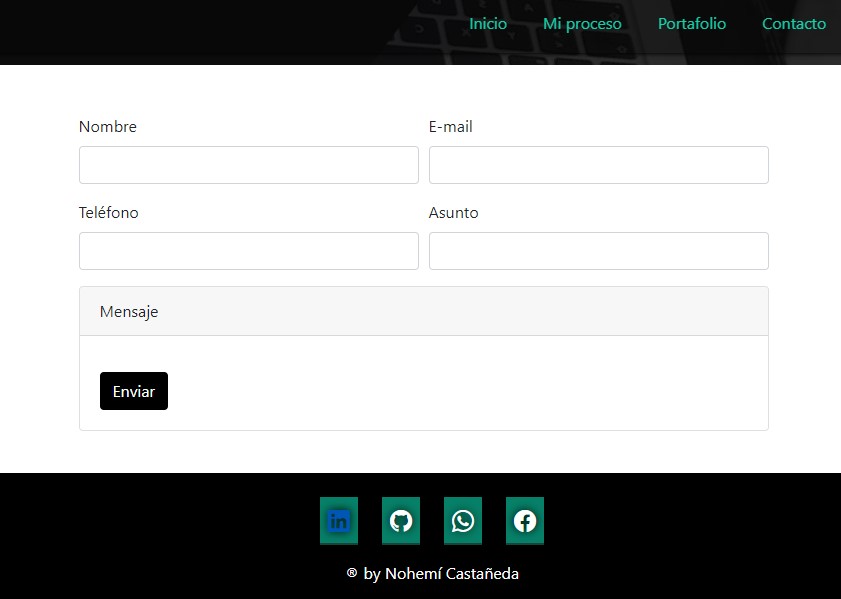 Inicio Mi proceso Portafolio Contacto
Nombre E-mail
Teléfono Asunto
Mensaje
Enviar
in
® by Nohemí Castañeda